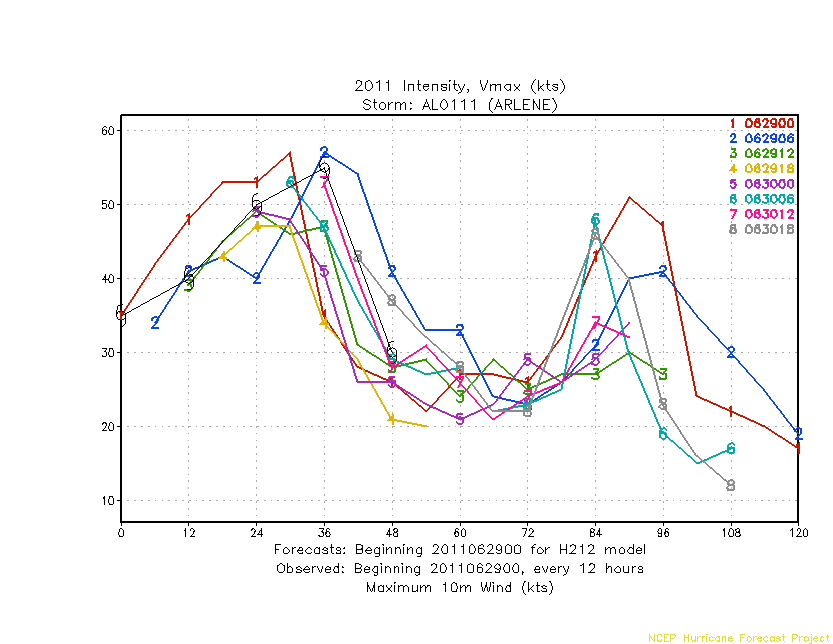 2011 Intensity, Vmax (kts)
Storm: AL0111 (ARLENE)
1 062900
2 062906
3 062912
4 062918
5 063000
6 063006
7 063012
8 063018
60
50
40
30
20
10
0 12 24 36 48 60 72 84 96 108 120
Forecasts: Beginning 2011062900 for H212 model
Observed: Beginning 2011062900, every 12 hours
Maximum 10m Wind (kts)
NCEP Hurricane Forecast Project